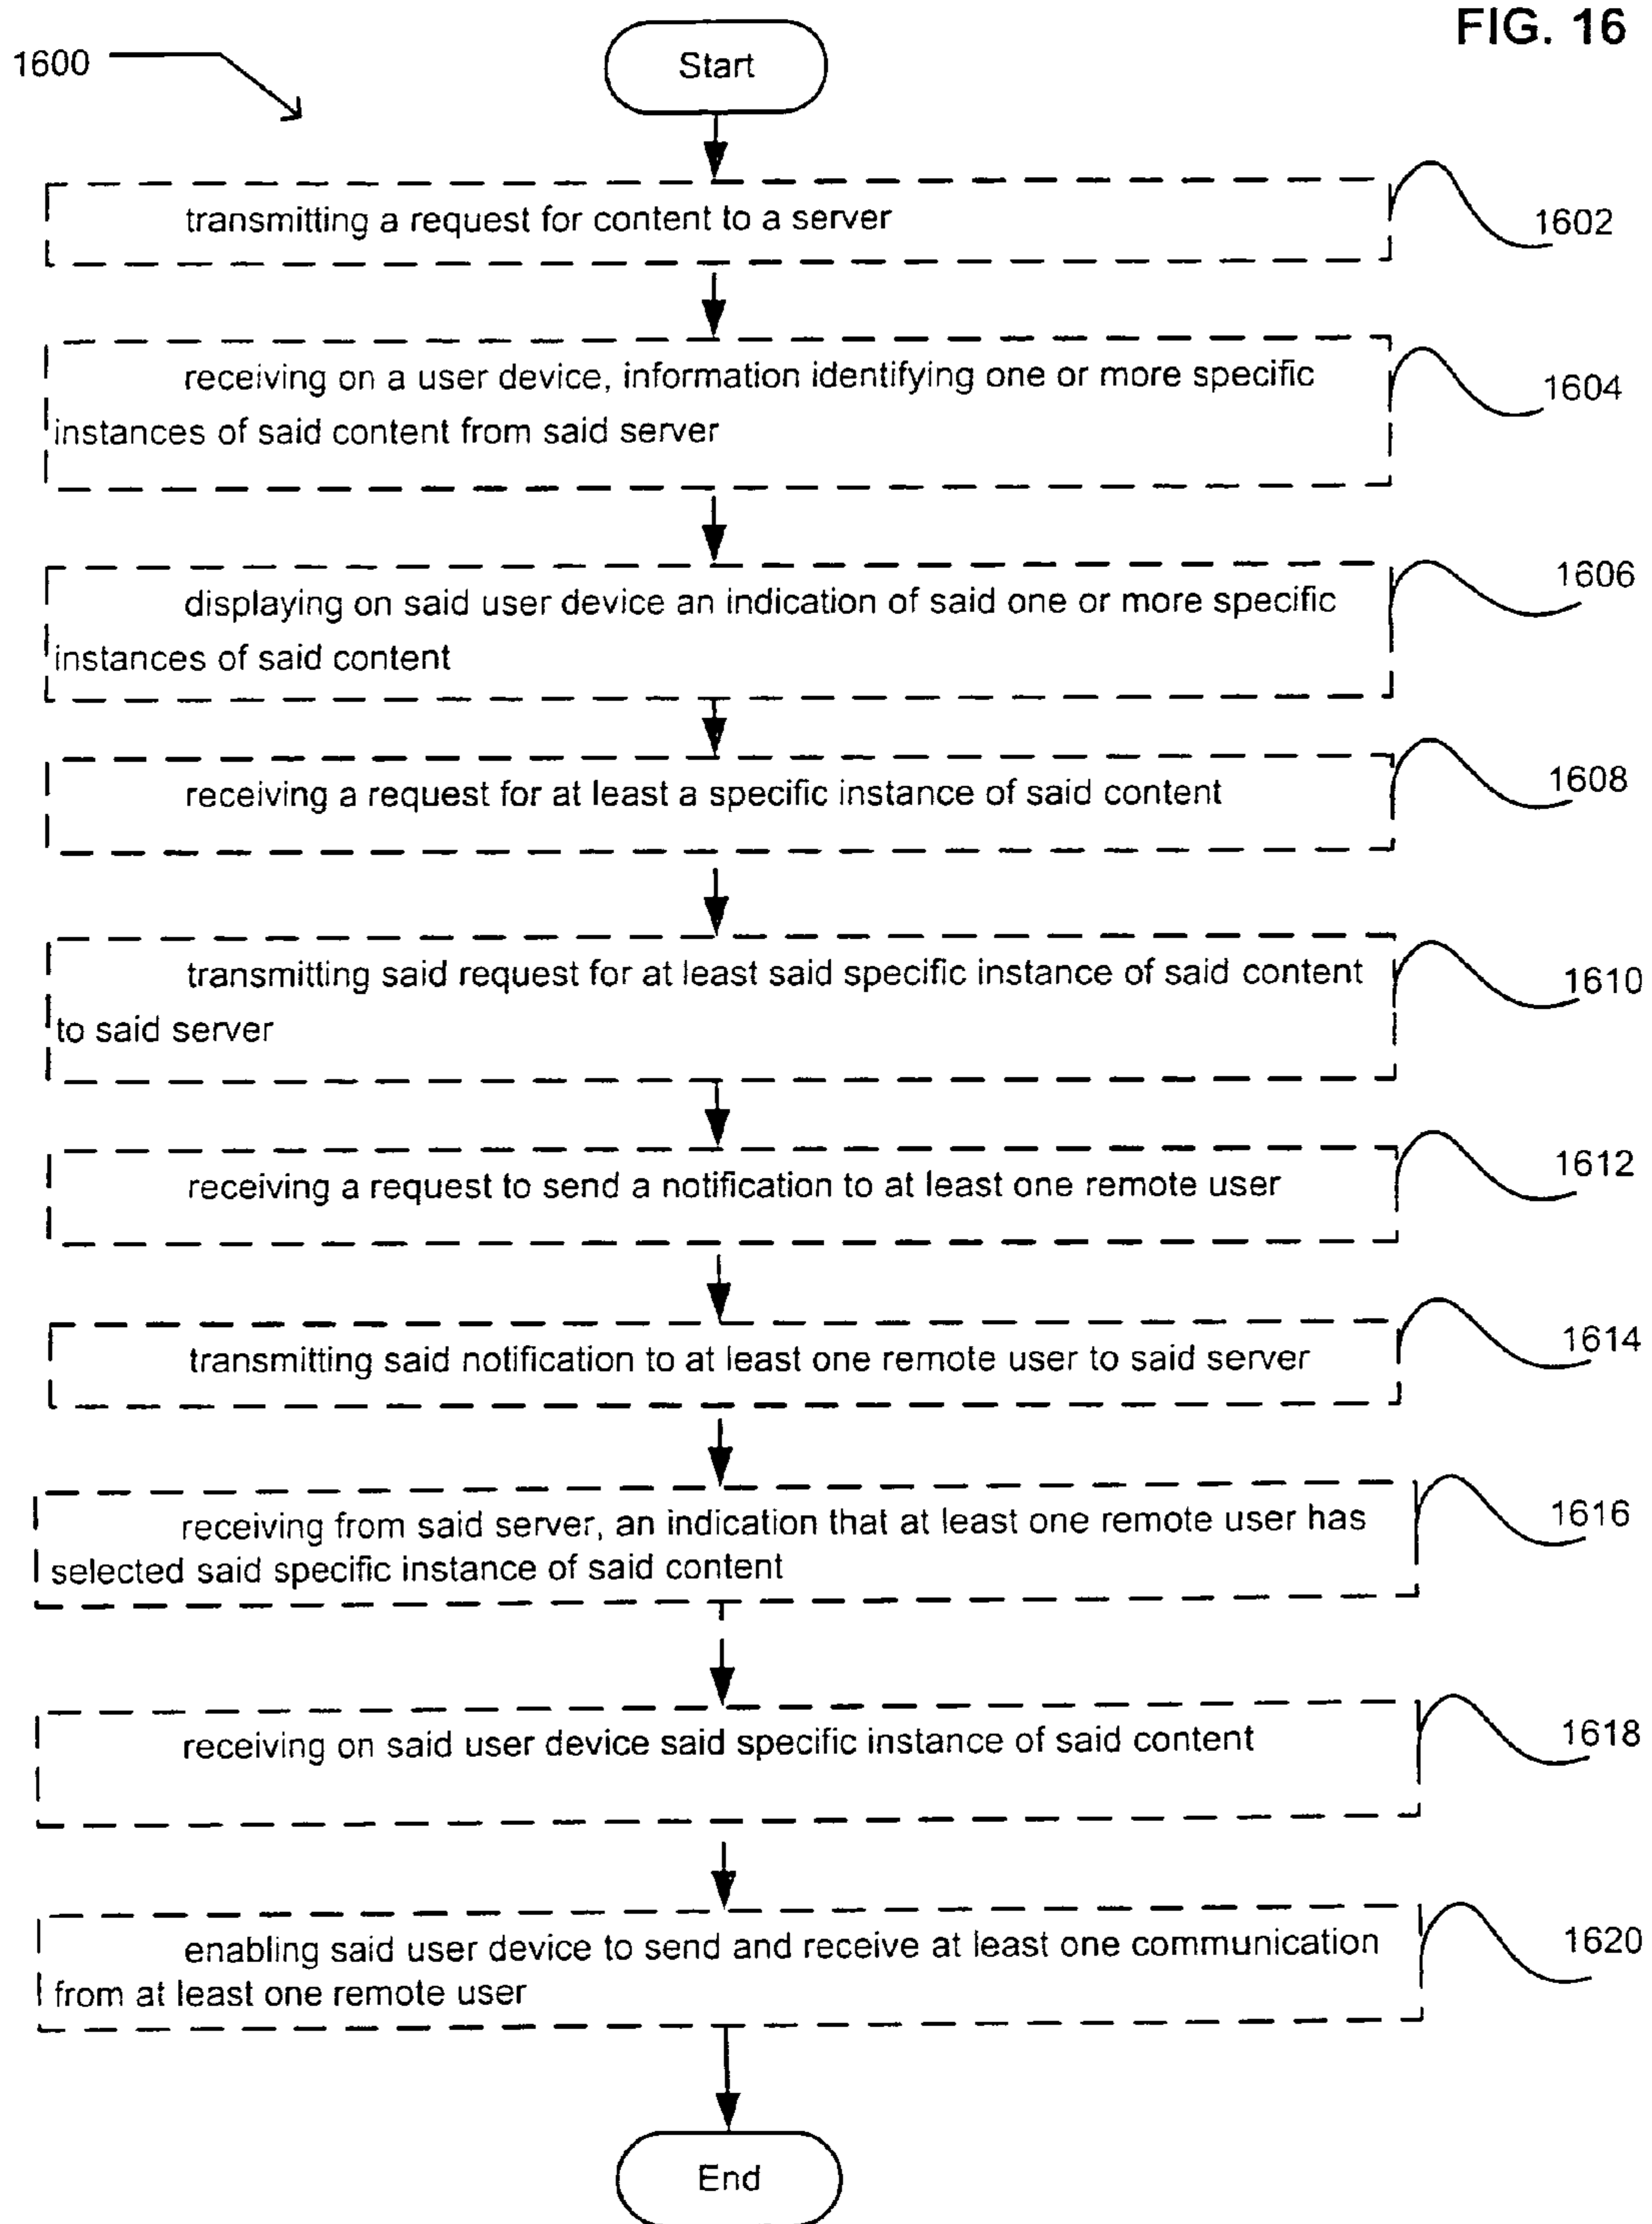 FIG. 16
1600
Start
transmitting a request for content to a server
1602
receiving on a user device, information identifying one or more specific
instances of said content from said server
1604
displaying on said user device an indication of said one or more specific
instances of said content
1606
receiving a request for at least a specific instance of said content
1608
transmitting said request for at least said specific instance of said content
to said server
1610
receiving a request to send a notification to at least one remote user
1612
transmitting said notification to at least one remote user to said server
1614
receiving from said server, an indication that at least one remote user has
selected said specific instance of said content
1616
receiving on said user device said specific instance of said content
1618
enabling said user device to send and receive at least one communication
from at least one remote user
1620
End